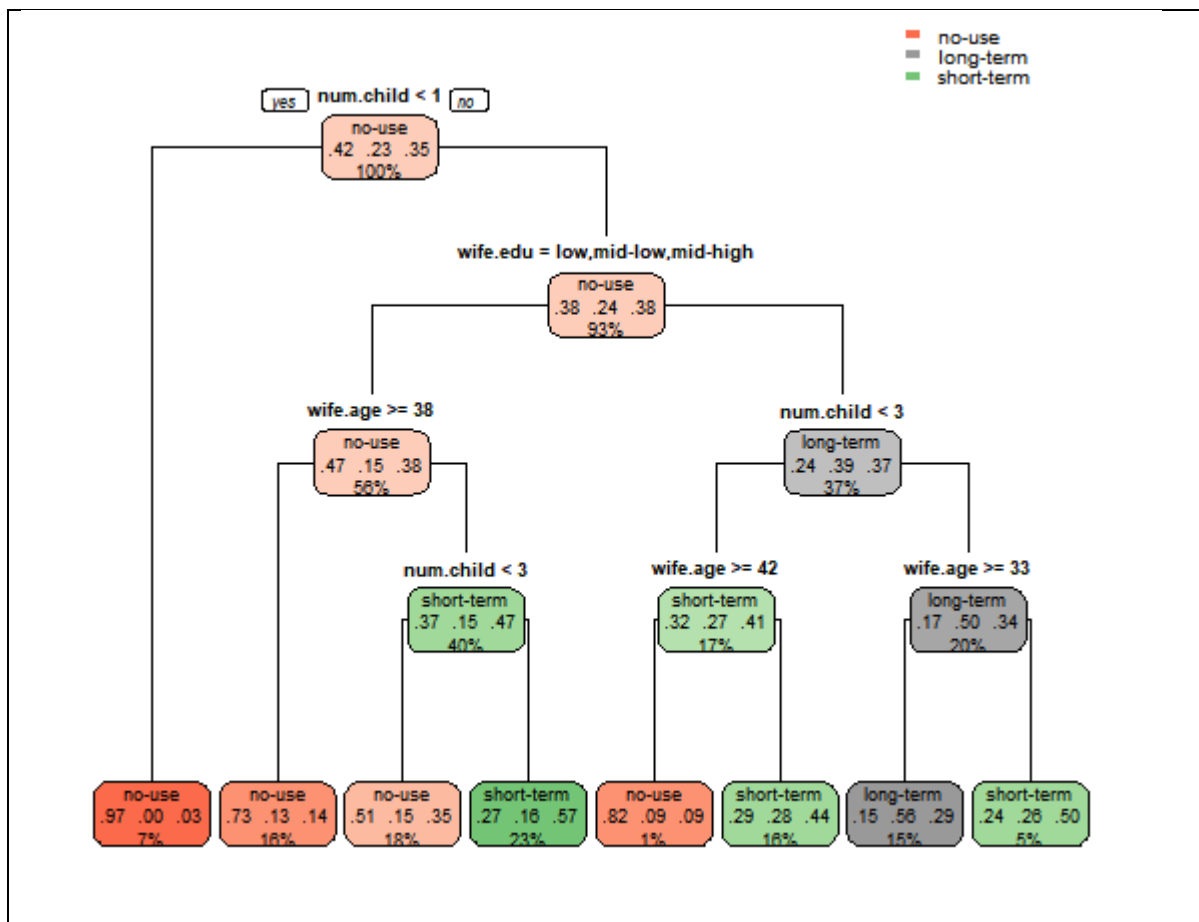 no-use
long-term
short-term
yes num.child < 1 no
no-use
.42 .23 .35
100%
wife.edu = low,mid-low,mid-high
no-use
.38 .24 .38
93%
wife.age >= 38
no-use
.47 .15 .38
56%
num.child < 3
long-term
.24 .39 .37
37%
num.child < 3
short-term
.37 .15 .47
40%
wife.age >= 42
short-term
.32 .27 .41
17%
wife.age >= 33
long-term
.17 .50 .34
20%
no-use
.97 .00 .03
7%
no-use
.73 .13 .14
16%
no-use
.51 .15 .35
18%
short-term
.27 .16 .57
23%
no-use
.82 .09 .09
1%
short-term
.29 .28 .44
16%
long-term
.15 .56 .29
15%
short-term
.24 .26 .50
5%